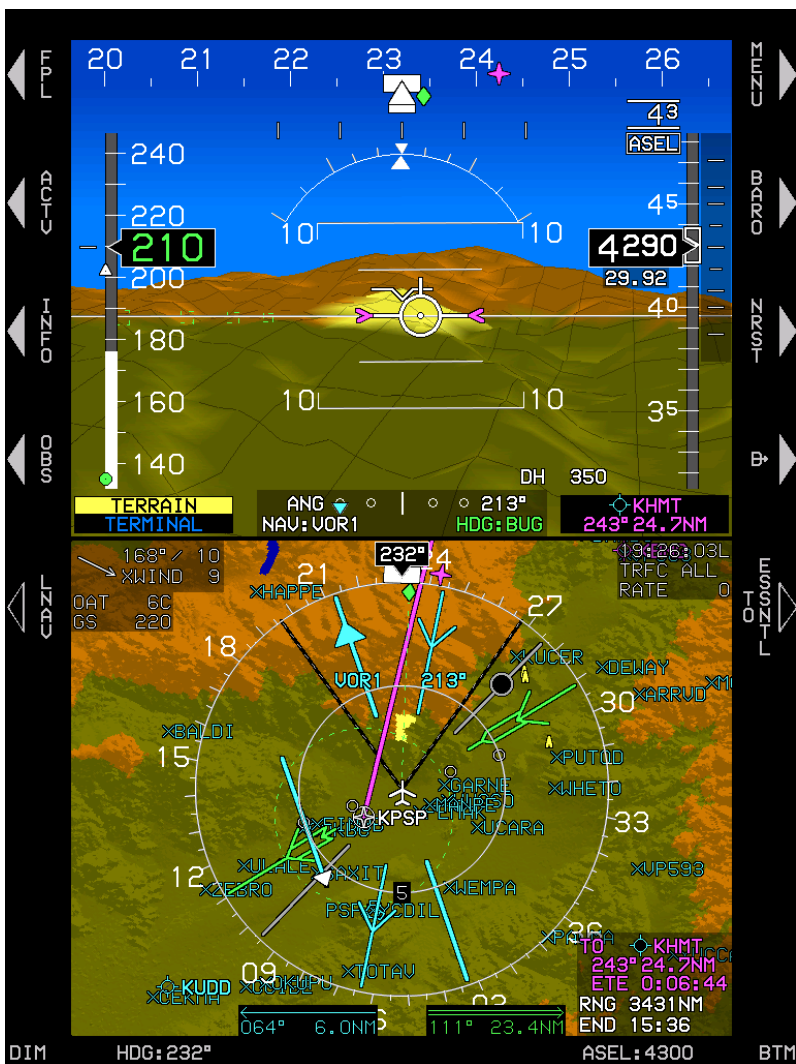 FPL
MENU
20 21 22 23 24 25 26
43
ASEL
240
ACTV
BARO
220
45
10 10
210
4290
29.92
200
INFO
NRST
40
180
160
35
10 10
OBS
D
140
DH 350
TERRAIN
TERMINAL
ANG 213°
NAV:VOR1 HDG:BUG
KHMT
243° 24.7NM
168°/ 10
XWIND 9
OAT 6C
GS 220
232°
24
19:26:03L
TRFC ALL
RATE 0
LNAV
ESSNTL
TO
21
HAPPE
27
18
KUCER
DEWAY
VOR1 213°
ARRVD
30
BALDI
15
PUTQD
GARNE
WHETO
KPSP
UCARA
33
12
VP593
ZEBRO
WEMPA
5
36
TOTAV
KUDD
09
TO KHMT
243° 24.7NM
ETE 0:06:44
RNG 3431NM
END 15:36
03
064° 6.0NM
111° 23.4NM
DIM
HDG:232°
ASEL:4300
BTM